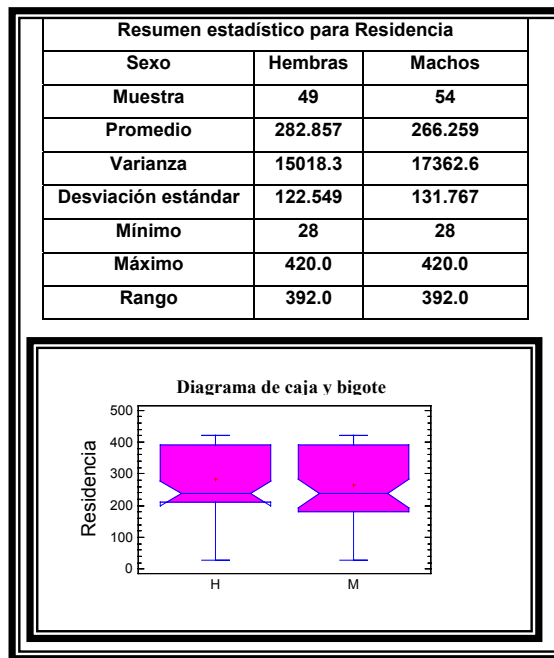 Resumen estadístico para Residencia
Sexo Hembras Machos
Muestra 49 54
Promedio 282.857 266.259
Varianza 15018.3 17362.6
Desviación estándar 122.549 131.767
Mínimo 28 28
Máximo 420.0 420.0
Rango 392.0 392.0
Diagrama de caja y bigote
Residencia
500
400
300
200
100
0
H M